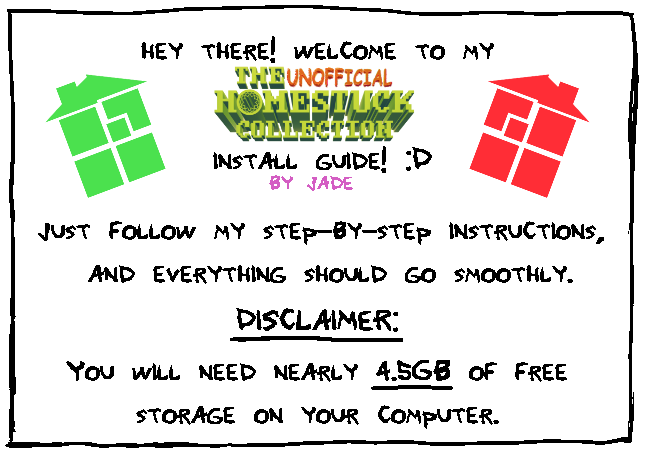 HEY THERE! WELCOME TO MY
THE UNOFFICIAL
HOMESTUCK
COLLECTION
INSTALL GUIDE! :D
BY JADE
JUST FOLLOW MY STEP-BY-STEP INSTRUCTIONS,
AND EVERYTHING SHOULD GO SMOOTHLY.
DISCLAIMER:
YOU WILL NEED NEARLY 4.5GB OF FREE
STORAGE ON YOUR COMPUTER.